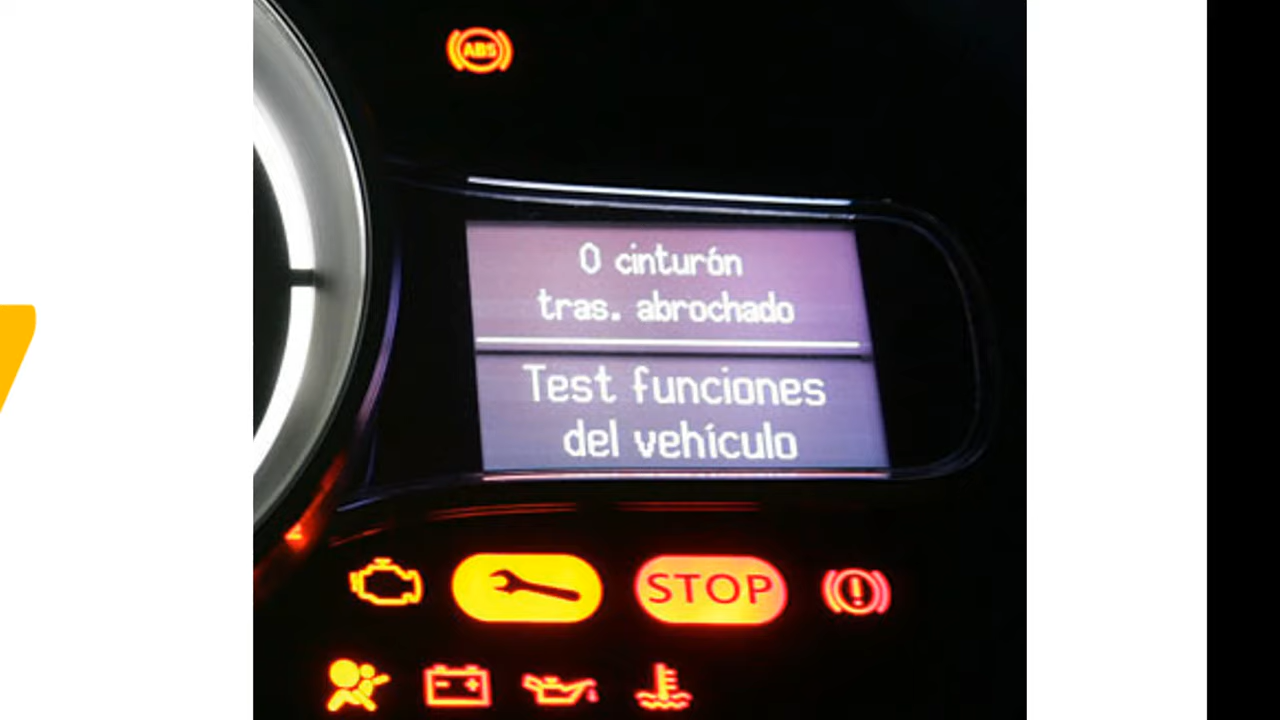 ABS
0 cinturón
tras. abrochado
Test funciones
del vehículo
STOP